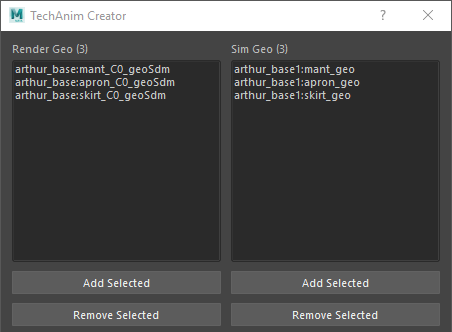 TechAnim Creator
Render Geo (3)
Sim Geo (3)
arthur_base:mant_C0_geoSdm
arthur_base:apron_C0_geoSdm
arthur_base:skirt_C0_geoSdm
arthur_base1:mant_geo
arthur_base1:apron_geo
arthur_base1:skirt_geo
Add Selected
Add Selected
Remove Selected
Remove Selected